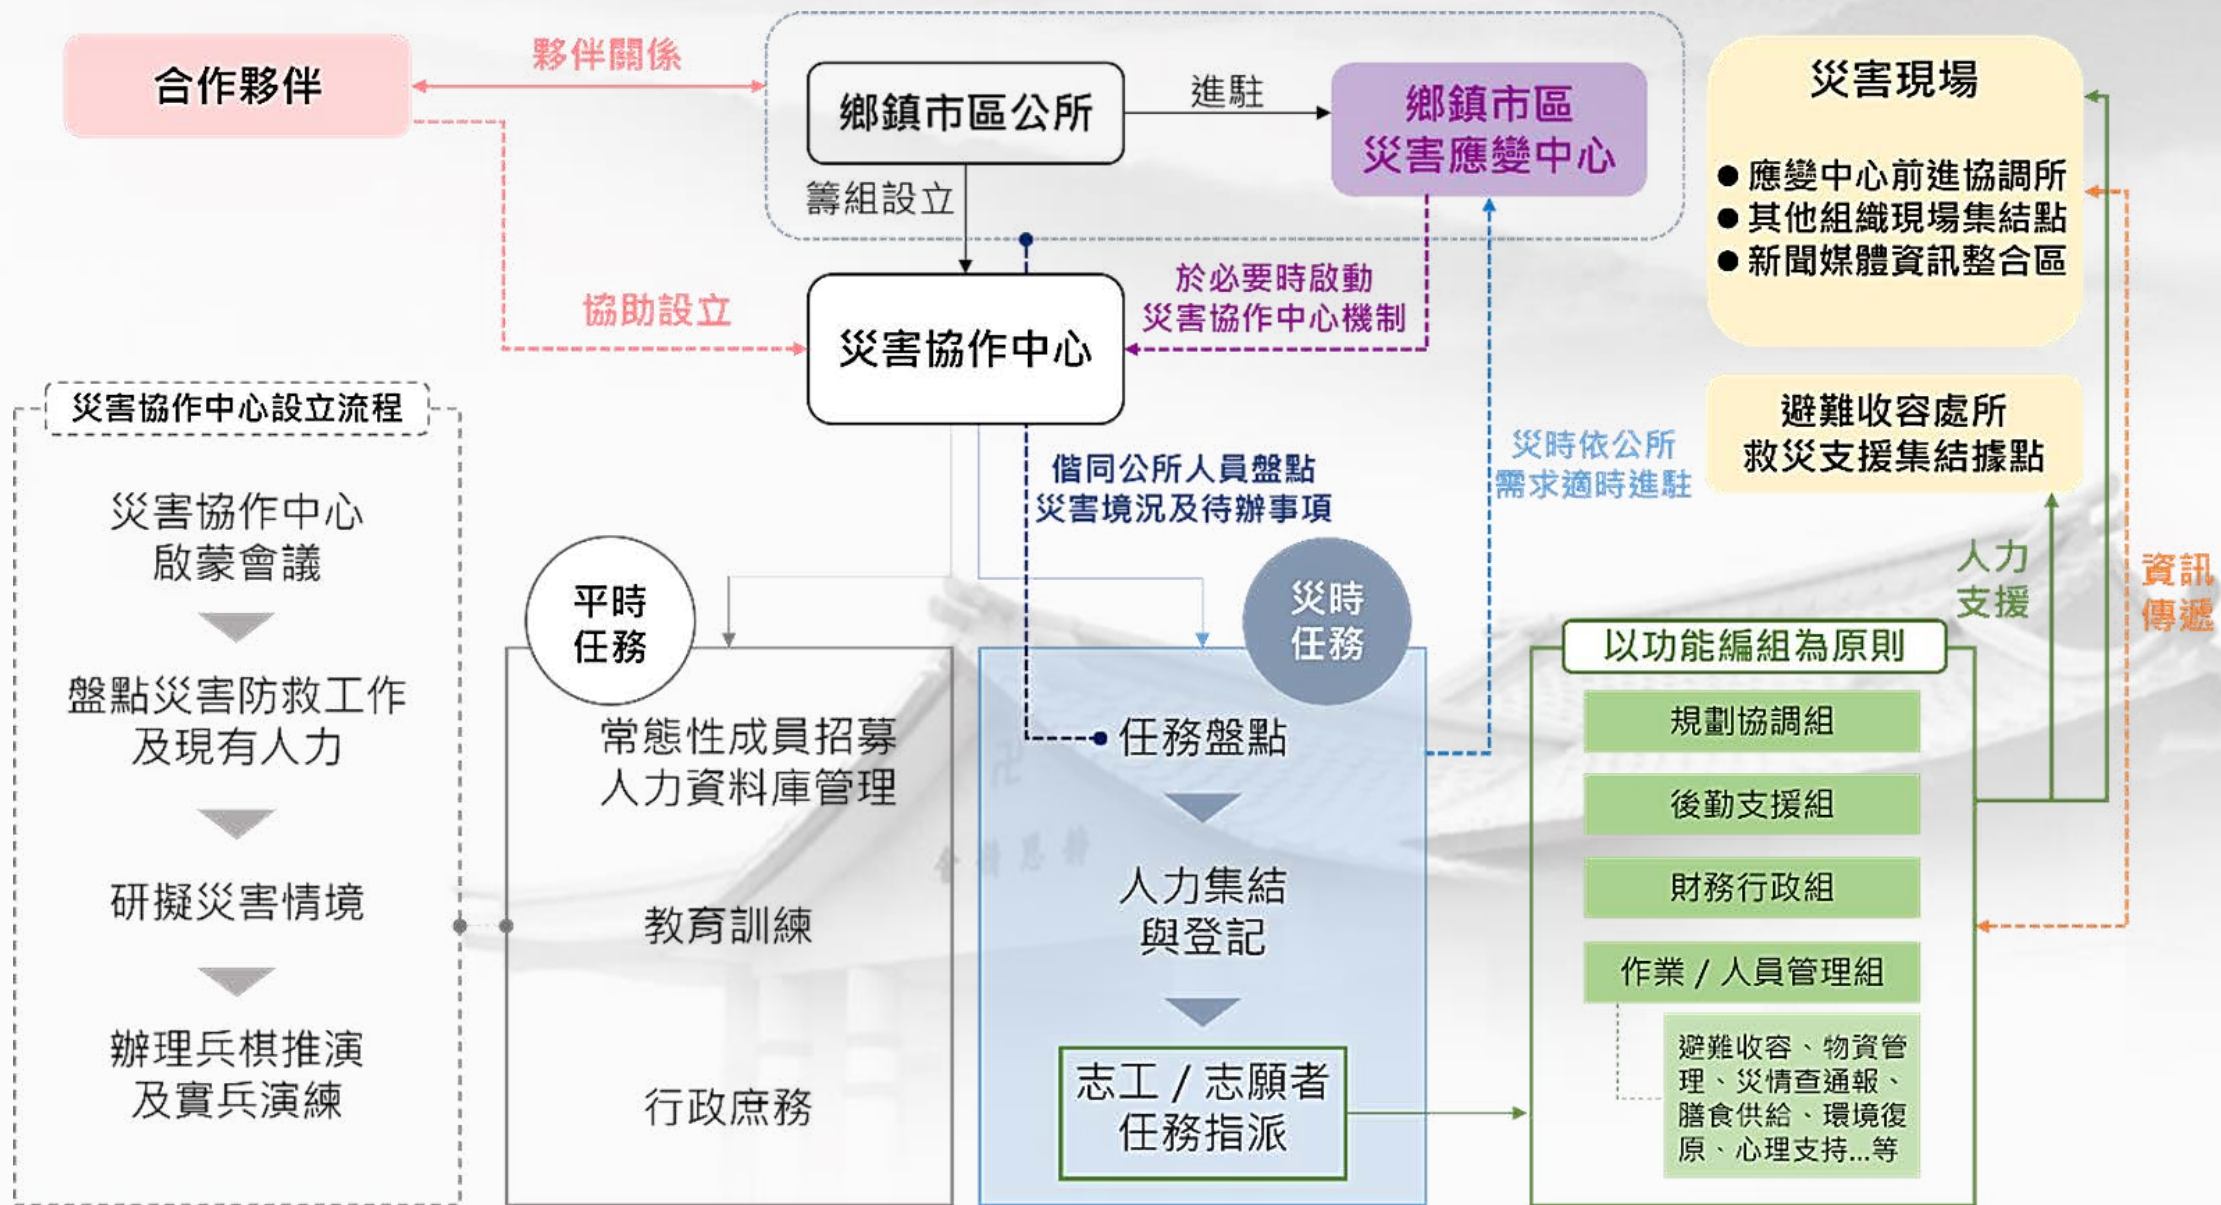 合作夥伴
夥伴關係
鄉鎮市區公所
進駐
鄉鎮市區
災害應變中心
籌組設立
協助設立
災害協作中心
於必要時啟動
災害協作中心機制
災害現場
● 應變中心前進協調所
● 其他組織現場集結點
● 新聞媒體資訊整合區
避難收容處所
救災支援集結據點
災害協作中心設立流程
災害協作中心
啟蒙會議
盤點災害防救工作
及現有人力
研擬災害情境
辦理兵棋推演
及實兵演練
偕同公所人員盤點
災害境況及待辦事項
災時依公所
需求適時進駐
平時
任務
常態性成員招募
人力資料庫管理
教育訓練
行政庶務
災時
任務
任務盤點
人力集結
與登記
志工 / 志願者
任務指派
人力
支援
資訊
傳遞
以功能編組為原則
規劃協調組
後勤支援組
財務行政組
作業 / 人員管理組
避難收容、物資管
理、災情查通報、
膳食供給、環境復
原、心理支持...等